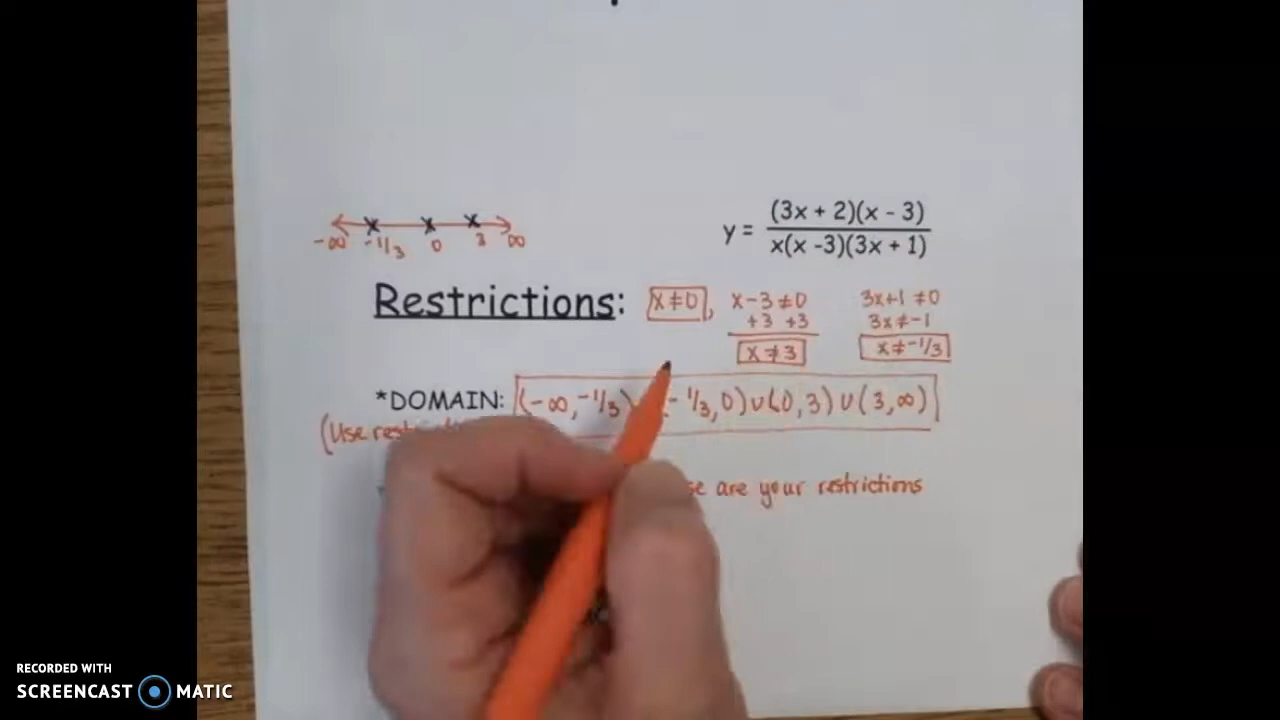 y = (3x + 2)(x - 3)
x(x -3)(3x + 1)
-∞ -1/3 0 3 ∞
Restrictions: x≠0, x-3≠0 3x+1≠0
+3 +3 3x≠-1
x≠3 x≠-1/3
*DOMAIN: (-∞,-1/3) -1/3,0)∪(0,3)∪(3,∞)
(Use
are your restrictions
RECORDED WITH
SCREENCAST MATIC